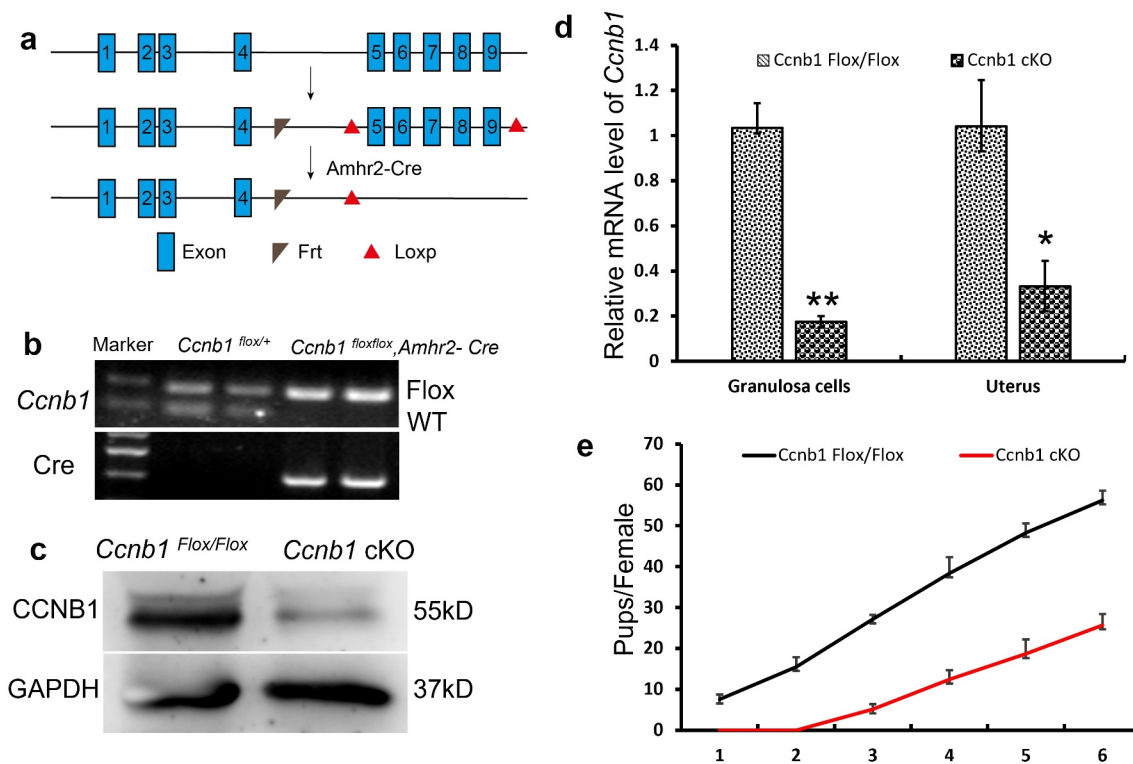 a
1 2 3 4 5 6 7 8 9
1 2 3 4 5 6 7 8 9
Amhr2-Cre
1 2 3 4
Exon Frt Loxp
b
Marker Ccnb1 flox/+ Ccnb1 floxflox,Amhr2- Cre
Ccnb1 Flox
WT
Cre
c
Ccnb1 Flox/Flox Ccnb1 cKO
CCNB1 55kD
GAPDH 37kD
d
Relative mRNA level of Ccnb1
1.4
1.2
1
0.8
0.6
0.4
0.2
0
Ccnb1 Flox/Flox Ccnb1 cKO
** *
Granulosa cells Uterus
e
Pups/Female
70
60
50
40
30
20
10
0
Ccnb1 Flox/Flox Ccnb1 cKO
1 2 3 4 5 6